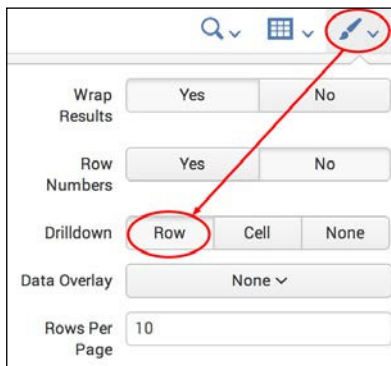 Wrap
Results
Yes
No
Row
Numbers
Yes
No
Drilldown
Row
Cell
None
Data Overlay
None
Rows Per
Page
10